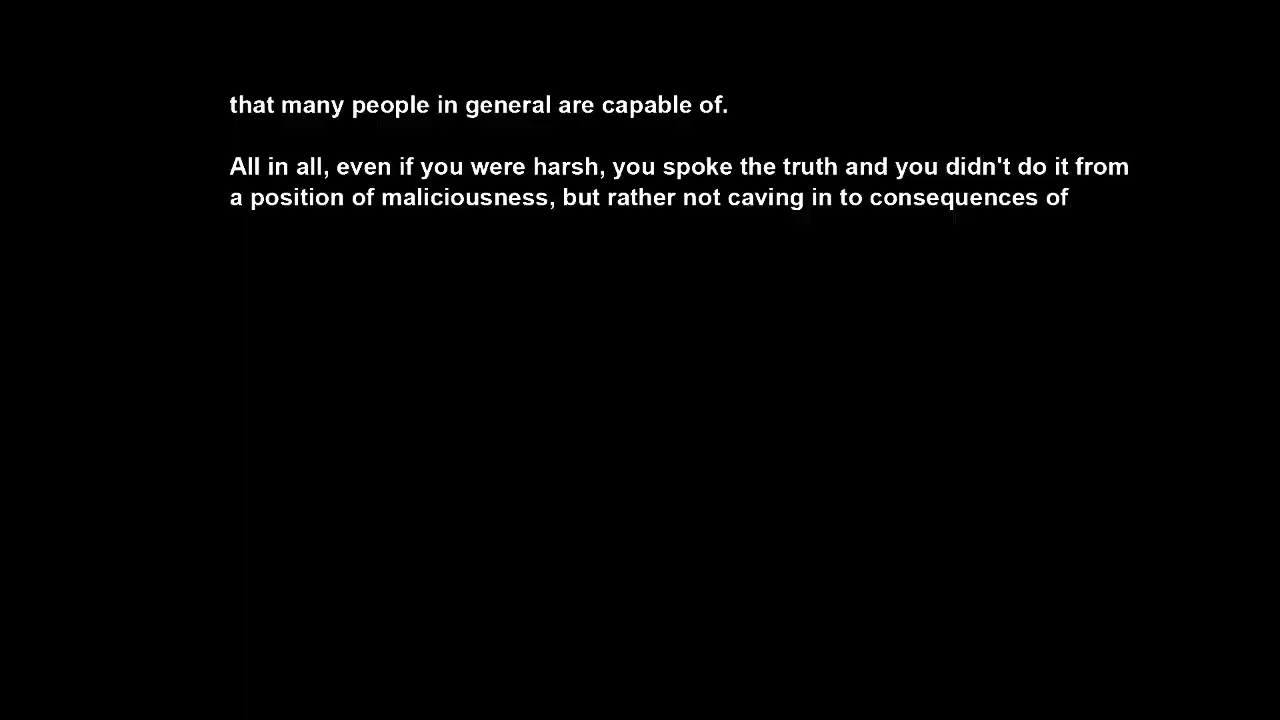 that many people in general are capable of.
All in all, even if you were harsh, you spoke the truth and you didn't do it from
a position of maliciousness, but rather not caving in to consequences of